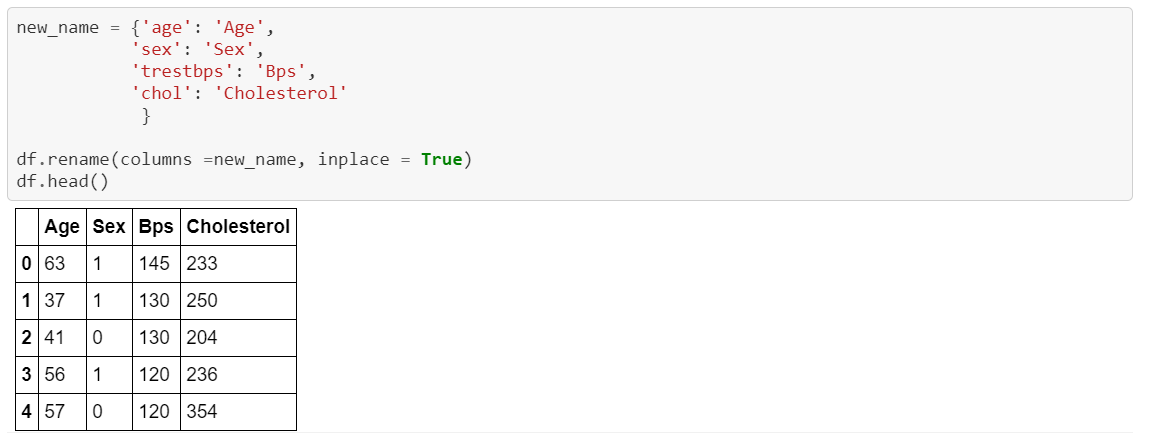 new_name = {'age': 'Age',
'sex': 'Sex',
'trestbps': 'Bps',
'chol': 'Cholesterol'
}
df.rename(columns =new_name, inplace = True)
df.head()
Age Sex Bps Cholesterol
0 63 1 145 233
1 37 1 130 250
2 41 0 130 204
3 56 1 120 236
4 57 0 120 354